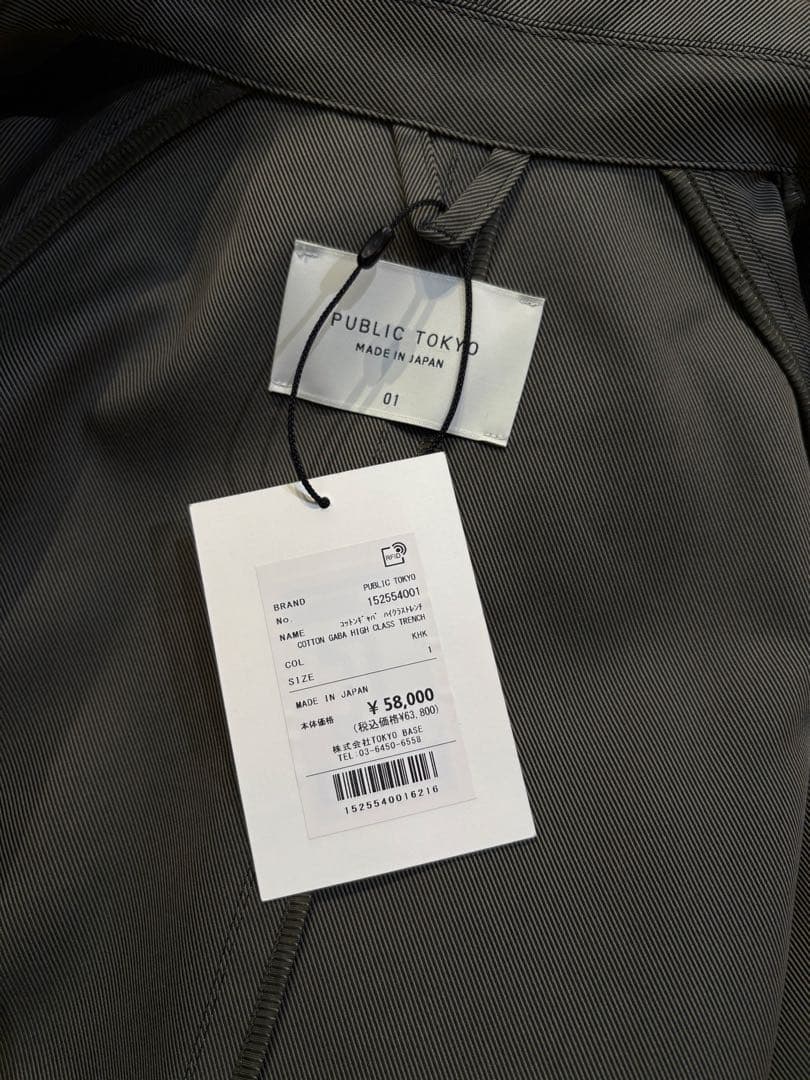 PUBLIC TOKYO
MADE IN JAPAN
01
RFID
BRAND PUBLIC TOKYO
No. 152554001
NAME ｺｯﾄﾝｷﾞｬﾊﾞ ﾊｲｸﾗｽﾄﾚﾝﾁ
COTTON GABA HIGH CLASS TRENCH
COL KHK
SIZE 1
MADE IN JAPAN
本体価格 ¥ 58,000
(税込価格¥63,800)
株式会社TOKYO BASE
TEL:03-6450-6558
1525540016216